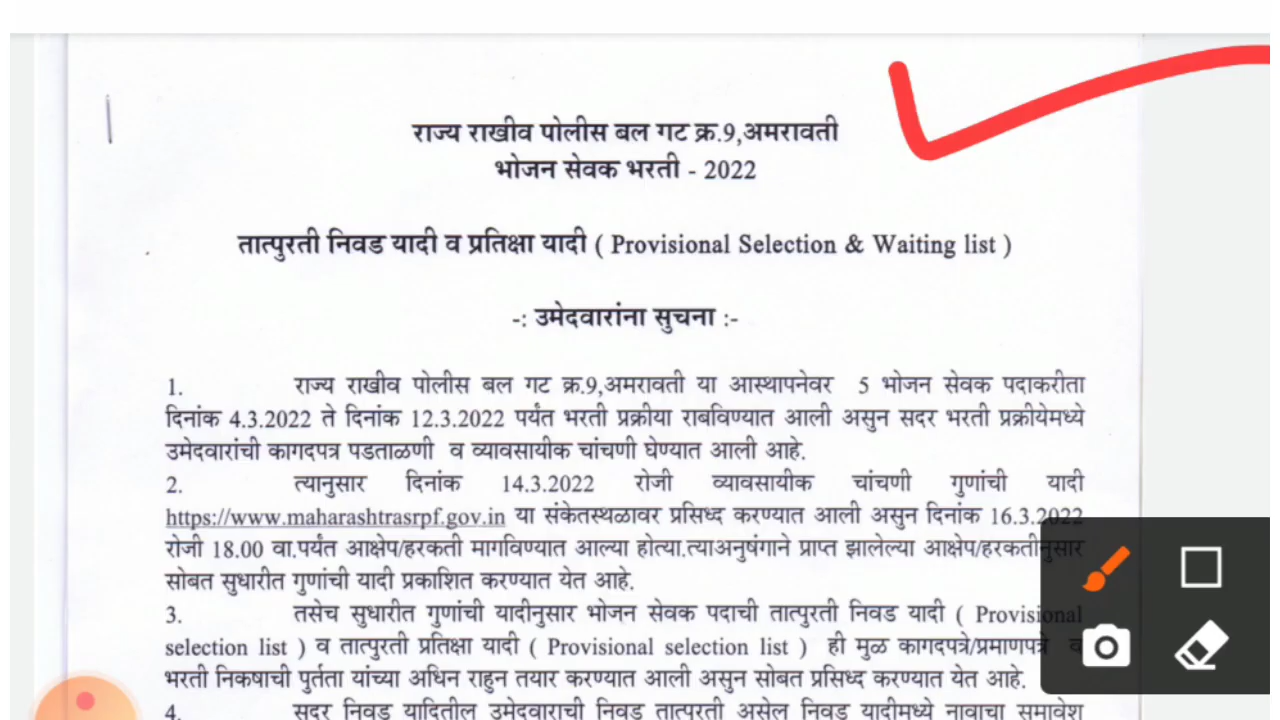 राज्य राखीव पोलीस बल गट क्र.9,अमरावती
भोजन सेवक भरती - 2022
तात्पुरती निवड यादी व प्रतिक्षा यादी ( Provisional Selection & Waiting list )
-: उमेदवारांना सुचना :-
1. राज्य राखीव पोलीस बल गट क्र.9,अमरावती या आस्थापनेवर 5 भोजन सेवक पदाकरीता
दिनांक 4.3.2022 ते दिनांक 12.3.2022 पर्यंत भरती प्रक्रीया राबविण्यात आली असुन सदर भरती प्रक्रीयेमध्ये
उमेदवारांची कागदपत्र पडताळणी व व्यावसायीक चांचणी घेण्यात आली आहे.
2. त्यानुसार दिनांक 14.3.2022 रोजी व्यावसायीक चांचणी गुणांची यादी
https://www.maharashtrasrpf.gov.in या संकेतस्थळावर प्रसिध्द करण्यात आली असुन दिनांक 16.3.2022
रोजी 18.00 वा.पर्यंत आक्षेप/हरकती मागविण्यात आल्या होत्या.त्याअनुषंगाने प्राप्त झालेल्या आक्षेप/हरकतीनुसार
सोबत सुधारीत गुणांची यादी प्रकाशित करण्यात येत आहे.
3. तसेच सुधारीत गुणांची यादीनुसार भोजन सेवक पदाची तात्पुरती निवड यादी ( Provisional
selection list ) व तात्पुरती प्रतिक्षा यादी ( Provisional selection list ) ही मुळ कागदपत्रे/प्रमाणपत्रे व
भरती निकषाची पुर्तता यांच्या अधिन राहुन तयार करण्यात आली असुन सोबत प्रसिध्द करण्यात येत आहे.
4. सदर निवड यादितील उमेदवाराची निवड तात्पुरती असेल निवड यादीमध्ये नावाचा समावेश